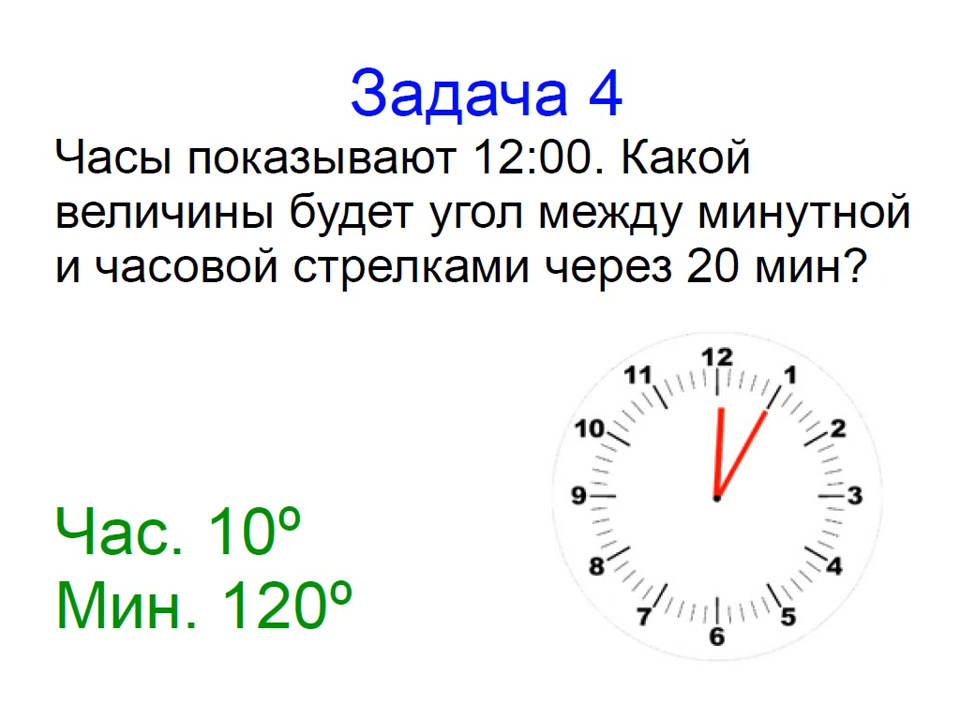 Задача 4
Часы показывают 12:00. Какой
величины будет угол между минутной
и часовой стрелками через 20 мин?
12
11
1
10
2
9
3
8
4
7
5
6
Час. 10º
Мин. 120º